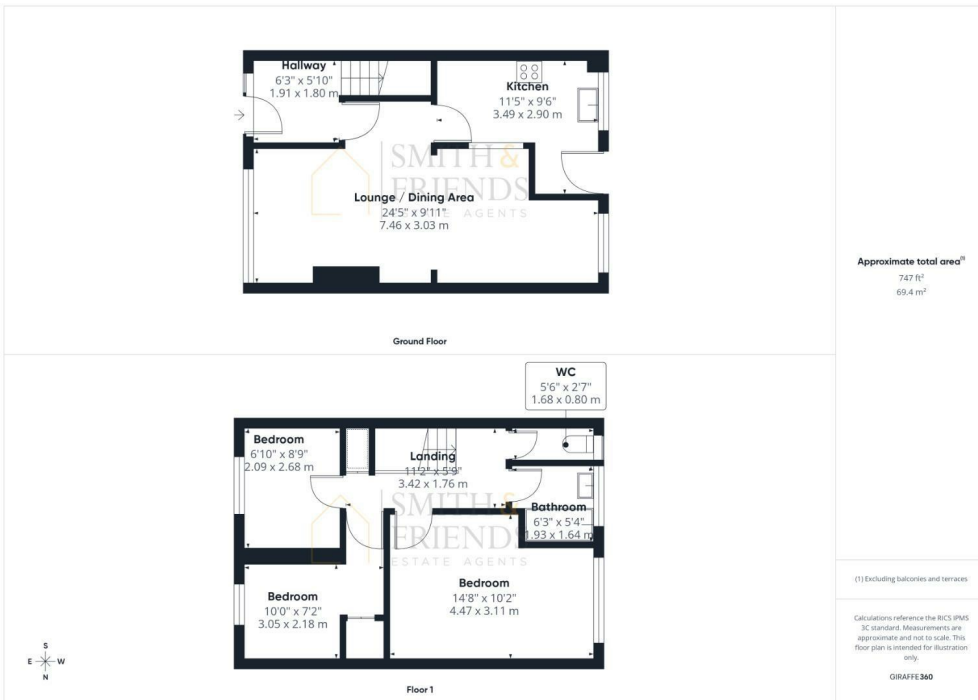 Hallway
6'3" x 5'10"
1.91 x 1.80 m
Kitchen
11'5" x 9'6"
3.49 x 2.90 m
SMITH &
FRIENDS
ESTATE AGENTS
Lounge / Dining Area
24'5" x 9'11"
7.46 x 3.03 m
Ground Floor
Approximate total area(1)
747 ft²
69.4 m²
WC
5'6" x 2'7"
1.68 x 0.80 m
Bedroom
6'10" x 8'9"
2.09 x 2.68 m
Landing
11'2" x 5'9"
3.42 x 1.76 m
Bathroom
6'3" x 5'4"
1.93 x 1.64 m
SMITH &
FRIENDS
ESTATE AGENTS
Bedroom
14'8" x 10'2"
4.47 x 3.11 m
Bedroom
10'0" x 7'2"
3.05 x 2.18 m
S
E W
N
Floor 1
(1) Excluding balconies and terraces
Calculations reference the RICS IPMS
3C standard. Measurements are
approximate and not to scale. This
floor plan is intended for illustration
only.
GIRAFFE360